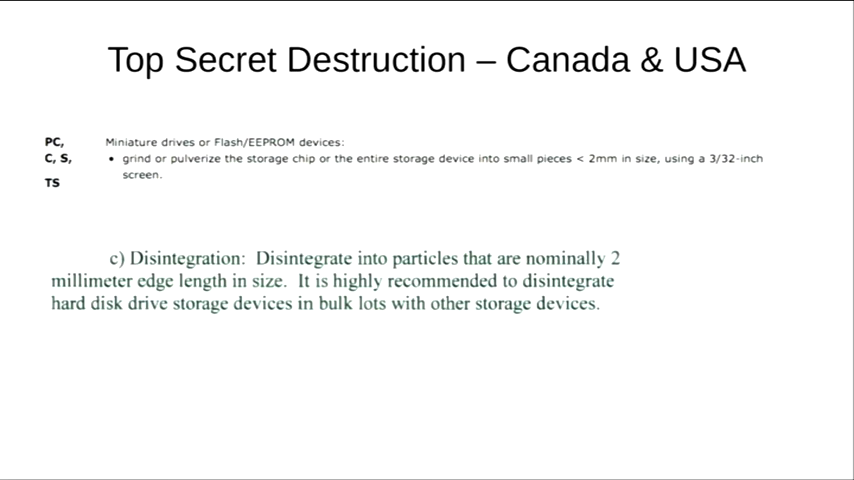 Top Secret Destruction – Canada & USA
PC, Miniature drives or Flash/EEPROM devices:
C, S, • grind or pulverize the storage chip or the entire storage device into small pieces < 2mm in size, using a 3/32-inch
TS screen.
c) Disintegration: Disintegrate into particles that are nominally 2
millimeter edge length in size. It is highly recommended to disintegrate
hard disk drive storage devices in bulk lots with other storage devices.